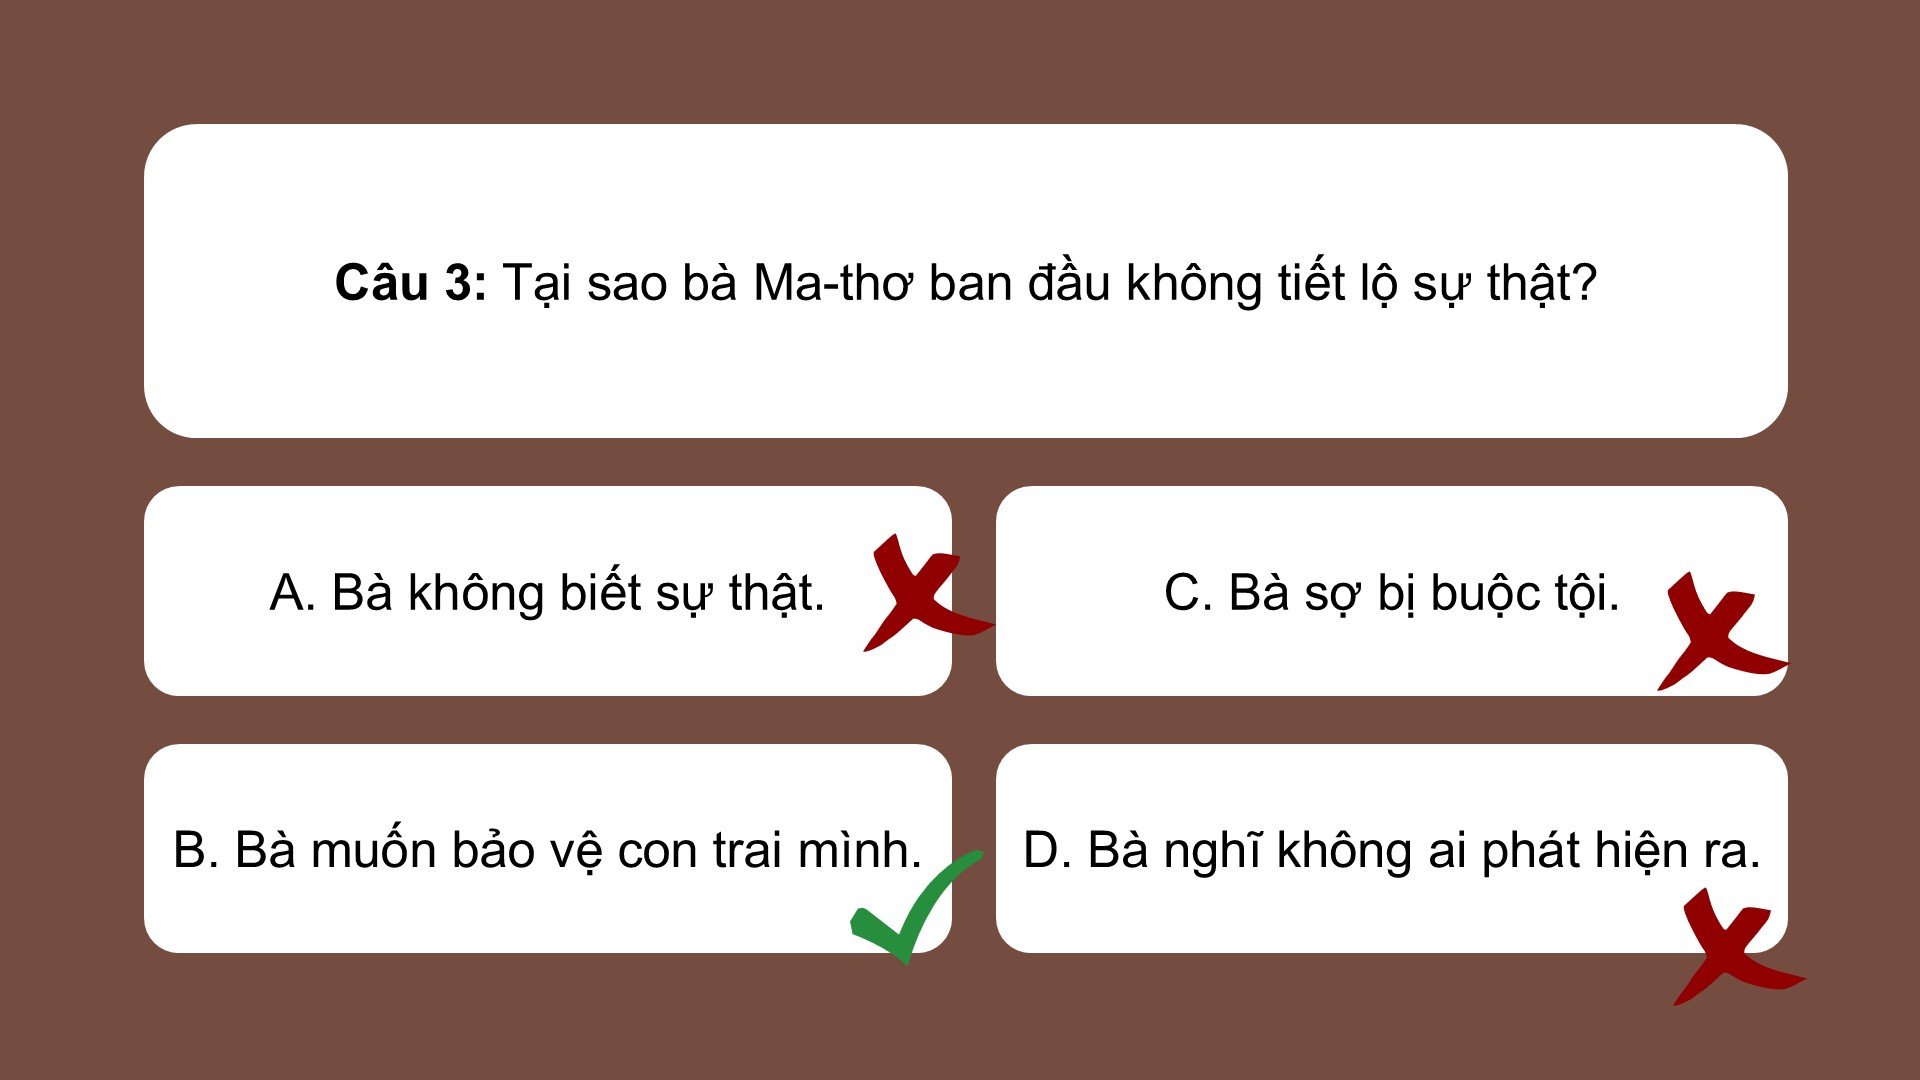 Câu 3: Tại sao bà Ma-thơ ban đầu không tiết lộ sự thật?
A. Bà không biết sự thật.
C. Bà sợ bị buộc tội.
B. Bà muốn bảo vệ con trai mình.
D. Bà nghĩ không ai phát hiện ra.